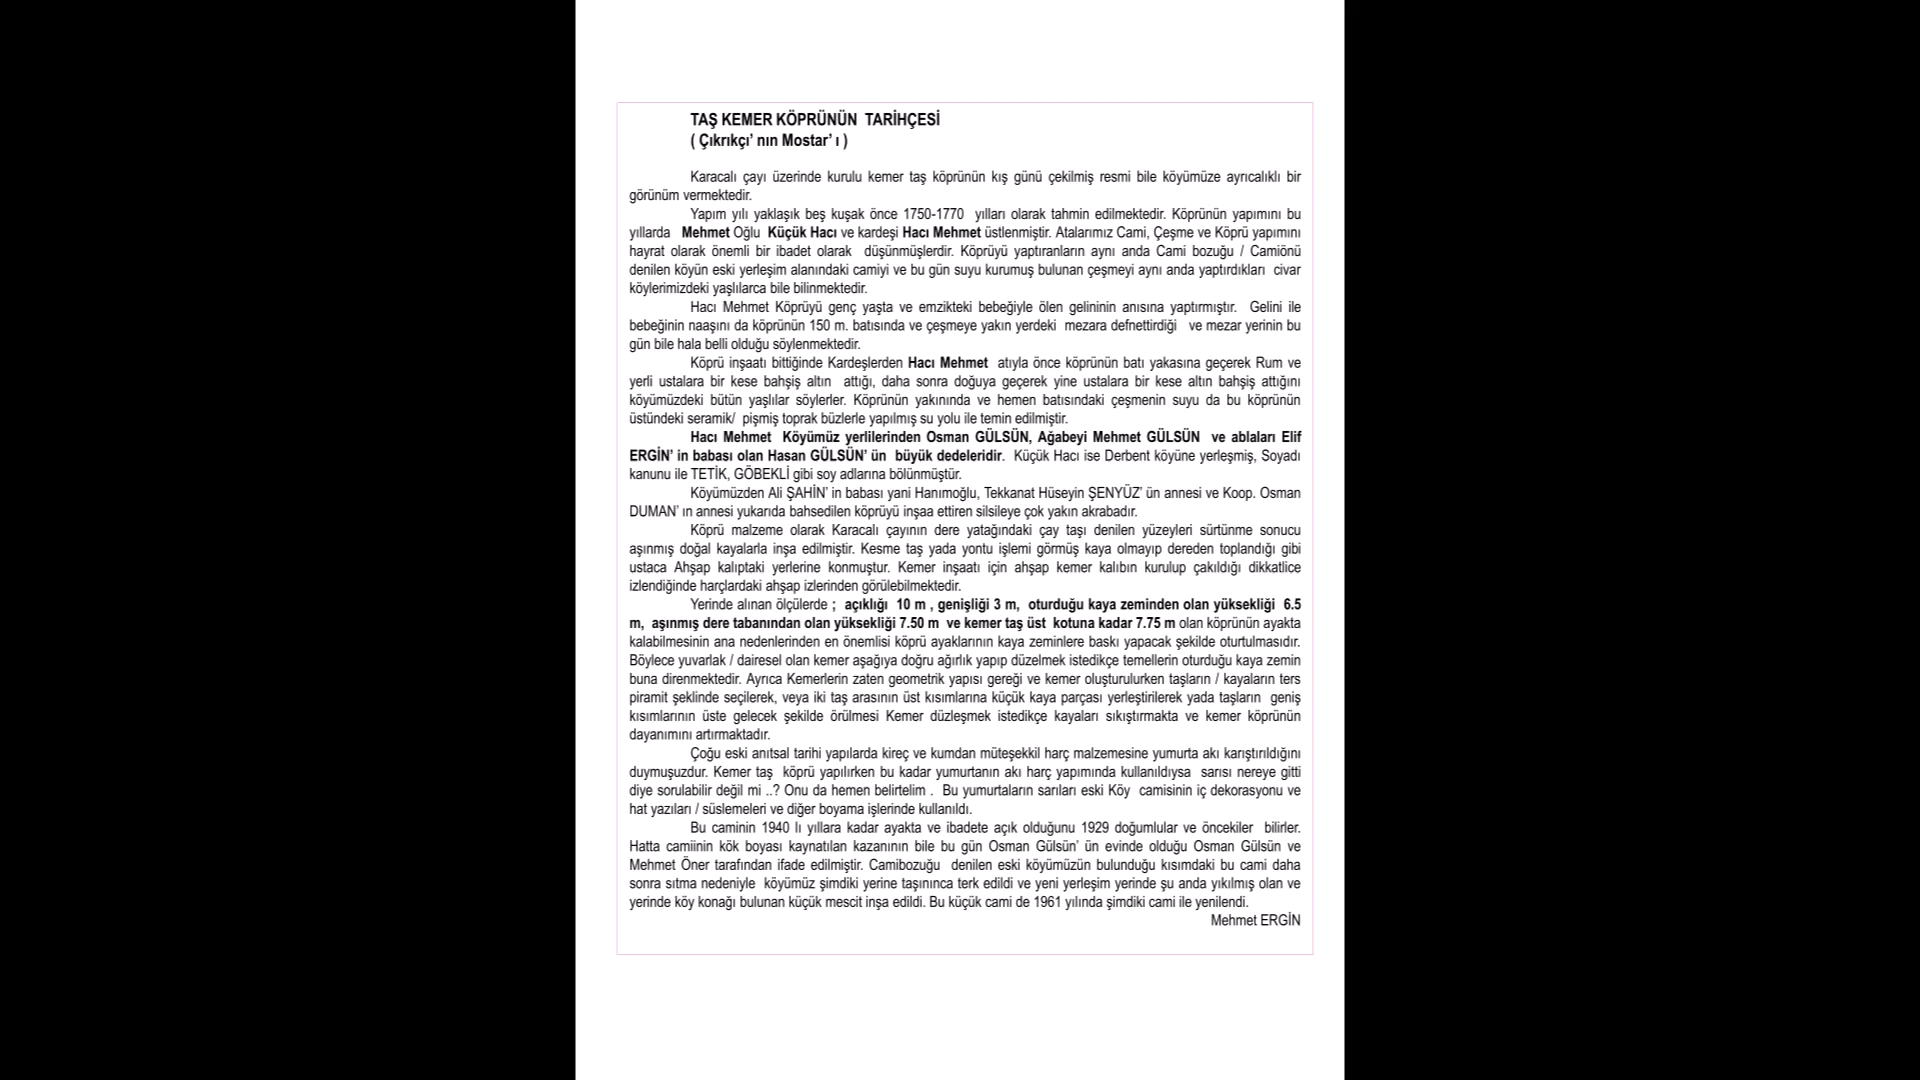 TAŞ KEMER KÖPRÜNÜN  TARİHÇESİ
( Çıkrıkçı' nın Mostar' ı )
Karacalı çayı üzerinde kurulu kemer taş köprünün kış günü çekilmiş resmi bile köyümüze ayrıcalıklı bir
görünüm vermektedir.
Yapım yılı yaklaşık beş kuşak önce 1750-1770  yılları olarak tahmin edilmektedir. Köprünün yapımını bu
yıllarda  Mehmet Oğlu  Küçük Hacı ve kardeşi Hacı Mehmet üstlenmiştir. Atalarımız Cami, Çeşme ve Köprü yapımını
hayrat olarak önemli bir ibadet olarak  düşünmüşlerdir. Köprüyü yaptıranların aynı anda Cami bozuğu / Camiönü
denilen köyün eski yerleşim alanındaki camiyi ve bu gün suyu kurumuş bulunan çeşmeyi aynı anda yaptırdıkları  civar
köylerimizdeki yaşlılarca bile bilinmektedir.
Hacı Mehmet Köprüyü genç yaşta ve emzikteki bebeğiyle ölen gelininin anısına yaptırmıştır.  Gelini ile
bebeğinin naaşını da köprünün 150 m. batısında ve çeşmeye yakın yerdeki  mezara defnettirdiği  ve mezar yerinin bu
gün bile hala belli olduğu söylenmektedir.
Köprü inşaatı bittiğinde Kardeşlerden Hacı Mehmet  atıyla önce köprünün batı yakasına geçerek Rum ve
yerli ustalara bir kese bahşiş altın  attığı, daha sonra doğuya geçerek yine ustalara bir kese altın bahşiş attığını
köyümüzdeki bütün yaşlılar söylerler. Köprünün yakınında ve hemen batısındaki çeşmenin suyu da bu köprünün
üstündeki seramik/  pişmiş toprak büzlerle yapılmış su yolu ile temin edilmiştir.
Hacı Mehmet  Köyümüz yerlilerinden Osman GÜLSÜN, Ağabeyi Mehmet GÜLSÜN  ve ablaları Elif
ERGİN' in babası olan Hasan GÜLSÜN' ün  büyük dedeleridir.  Küçük Hacı ise Derbent köyüne yerleşmiş, Soyadı
kanunu ile TETİK, GÖBEKLİ gibi soy adlarına bölünmüştür.
Köyümüzden Ali ŞAHİN' in babası yani Hanımoğlu, Tekkanat Hüseyin ŞENYÜZ' ün annesi ve Koop. Osman
DUMAN' ın annesi yukarıda bahsedilen köprüyü inşaa ettiren silsileye çok yakın akrabadır.
Köprü malzeme olarak Karacalı çayının dere yatağındaki çay taşı denilen yüzeyleri sürtünme sonucu
aşınmış doğal kayalarla inşa edilmiştir. Kesme taş yada yontu işlemi görmüş kaya olmayıp dereden toplandığı gibi
ustaca Ahşap kalıptaki yerlerine konmuştur. Kemer inşaatı için ahşap kemer kalıbın kurulup çakıldığı dikkatlice
izlendiğinde harçlardaki ahşap izlerinden görülebilmektedir.
Yerinde alınan ölçülerde ;  açıklığı  10 m , genişliği 3 m,  oturduğu kaya zeminden olan yüksekliği  6.5
m,  aşınmış dere tabanından olan yüksekliği 7.50 m  ve kemer taş üst  kotuna kadar 7.75 m olan köprünün ayakta
kalabilmesinin ana nedenlerinden en önemlisi köprü ayaklarının kaya zeminlere baskı yapacak şekilde oturtulmasıdır.
Böylece yuvarlak / dairesel olan kemer aşağıya doğru ağırlık yapıp düzelmek istedikçe temellerin oturduğu kaya zemin
buna direnmektedir. Ayrıca Kemerlerin zaten geometrik yapısı gereği ve kemer oluşturulurken taşların / kayaların ters
piramit şeklinde seçilerek, veya iki taş arasının üst kısımlarına küçük kaya parçası yerleştirilerek yada taşların  geniş
kısımlarının üste gelecek şekilde örülmesi Kemer düzleşmek istedikçe kayaları sıkıştırmakta ve kemer köprünün
dayanımını artırmaktadır.
Çoğu eski anıtsal tarihi yapılarda kireç ve kumdan müteşekkil harç malzemesine yumurta akı karıştırıldığını
duymuşuzdur. Kemer taş  köprü yapılırken bu kadar yumurtanın akı harç yapımında kullanıldıysa  sarısı nereye gitti
diye sorulabilir değil mi ..? Onu da hemen belirtelim .  Bu yumurtaların sarıları eski Köy  camisinin iç dekorasyonu ve
hat yazıları / süslemeleri ve diğer boyama işlerinde kullanıldı.
Bu caminin 1940 lı yıllara kadar ayakta ve ibadete açık olduğunu 1929 doğumlular ve öncekiler  bilirler.
Hatta camiinin kök boyası kaynatılan kazanının bile bu gün Osman Gülsün' ün evinde olduğu Osman Gülsün ve
Mehmet Öner tarafından ifade edilmiştir. Camibozuğu  denilen eski köyümüzün bulunduğu kısımdaki bu cami daha
sonra sıtma nedeniyle  köyümüz şimdiki yerine taşınınca terk edildi ve yeni yerleşim yerinde şu anda yıkılmış olan ve
yerinde köy konağı bulunan küçük mescit inşa edildi. Bu küçük cami de 1961 yılında şimdiki cami ile yenilendi.
Mehmet ERGİN